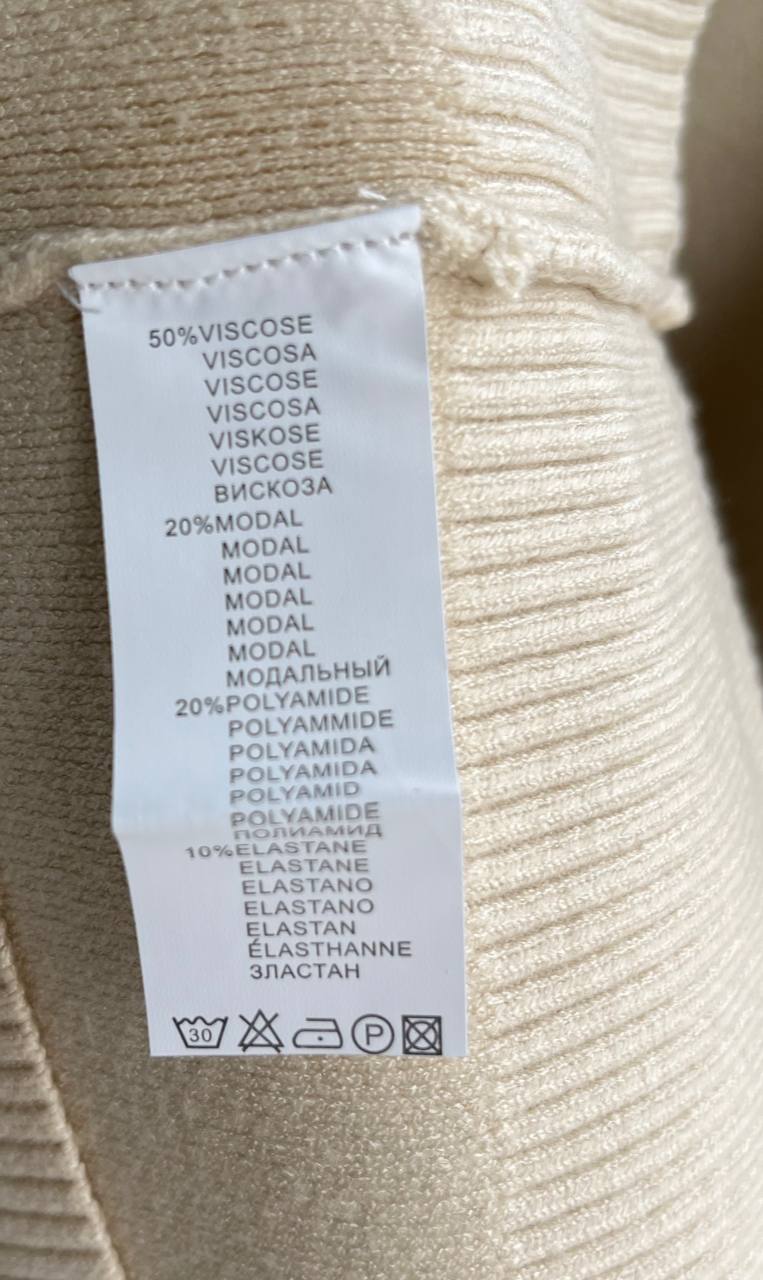 50%VISCOSE
VISCOSA
VISCOSE
VISCOSA
VISKOSE
VISCOSE
ВИСКОЗА
20%MODAL
MODAL
MODAL
MODAL
MODAL
MODAL
МОДАЛЬНЫЙ
20%POLYAMIDE
POLYAMMIDE
POLYAMIDA
POLYAMIDA
POLYAMID
POLYAMIDE
ПОЛИАМИД
10%ELASTANE
ELASTANE
ELASTANO
ELASTANO
ELASTAN
ÉLASTHANNE
ЗЛАСТАН
30 P